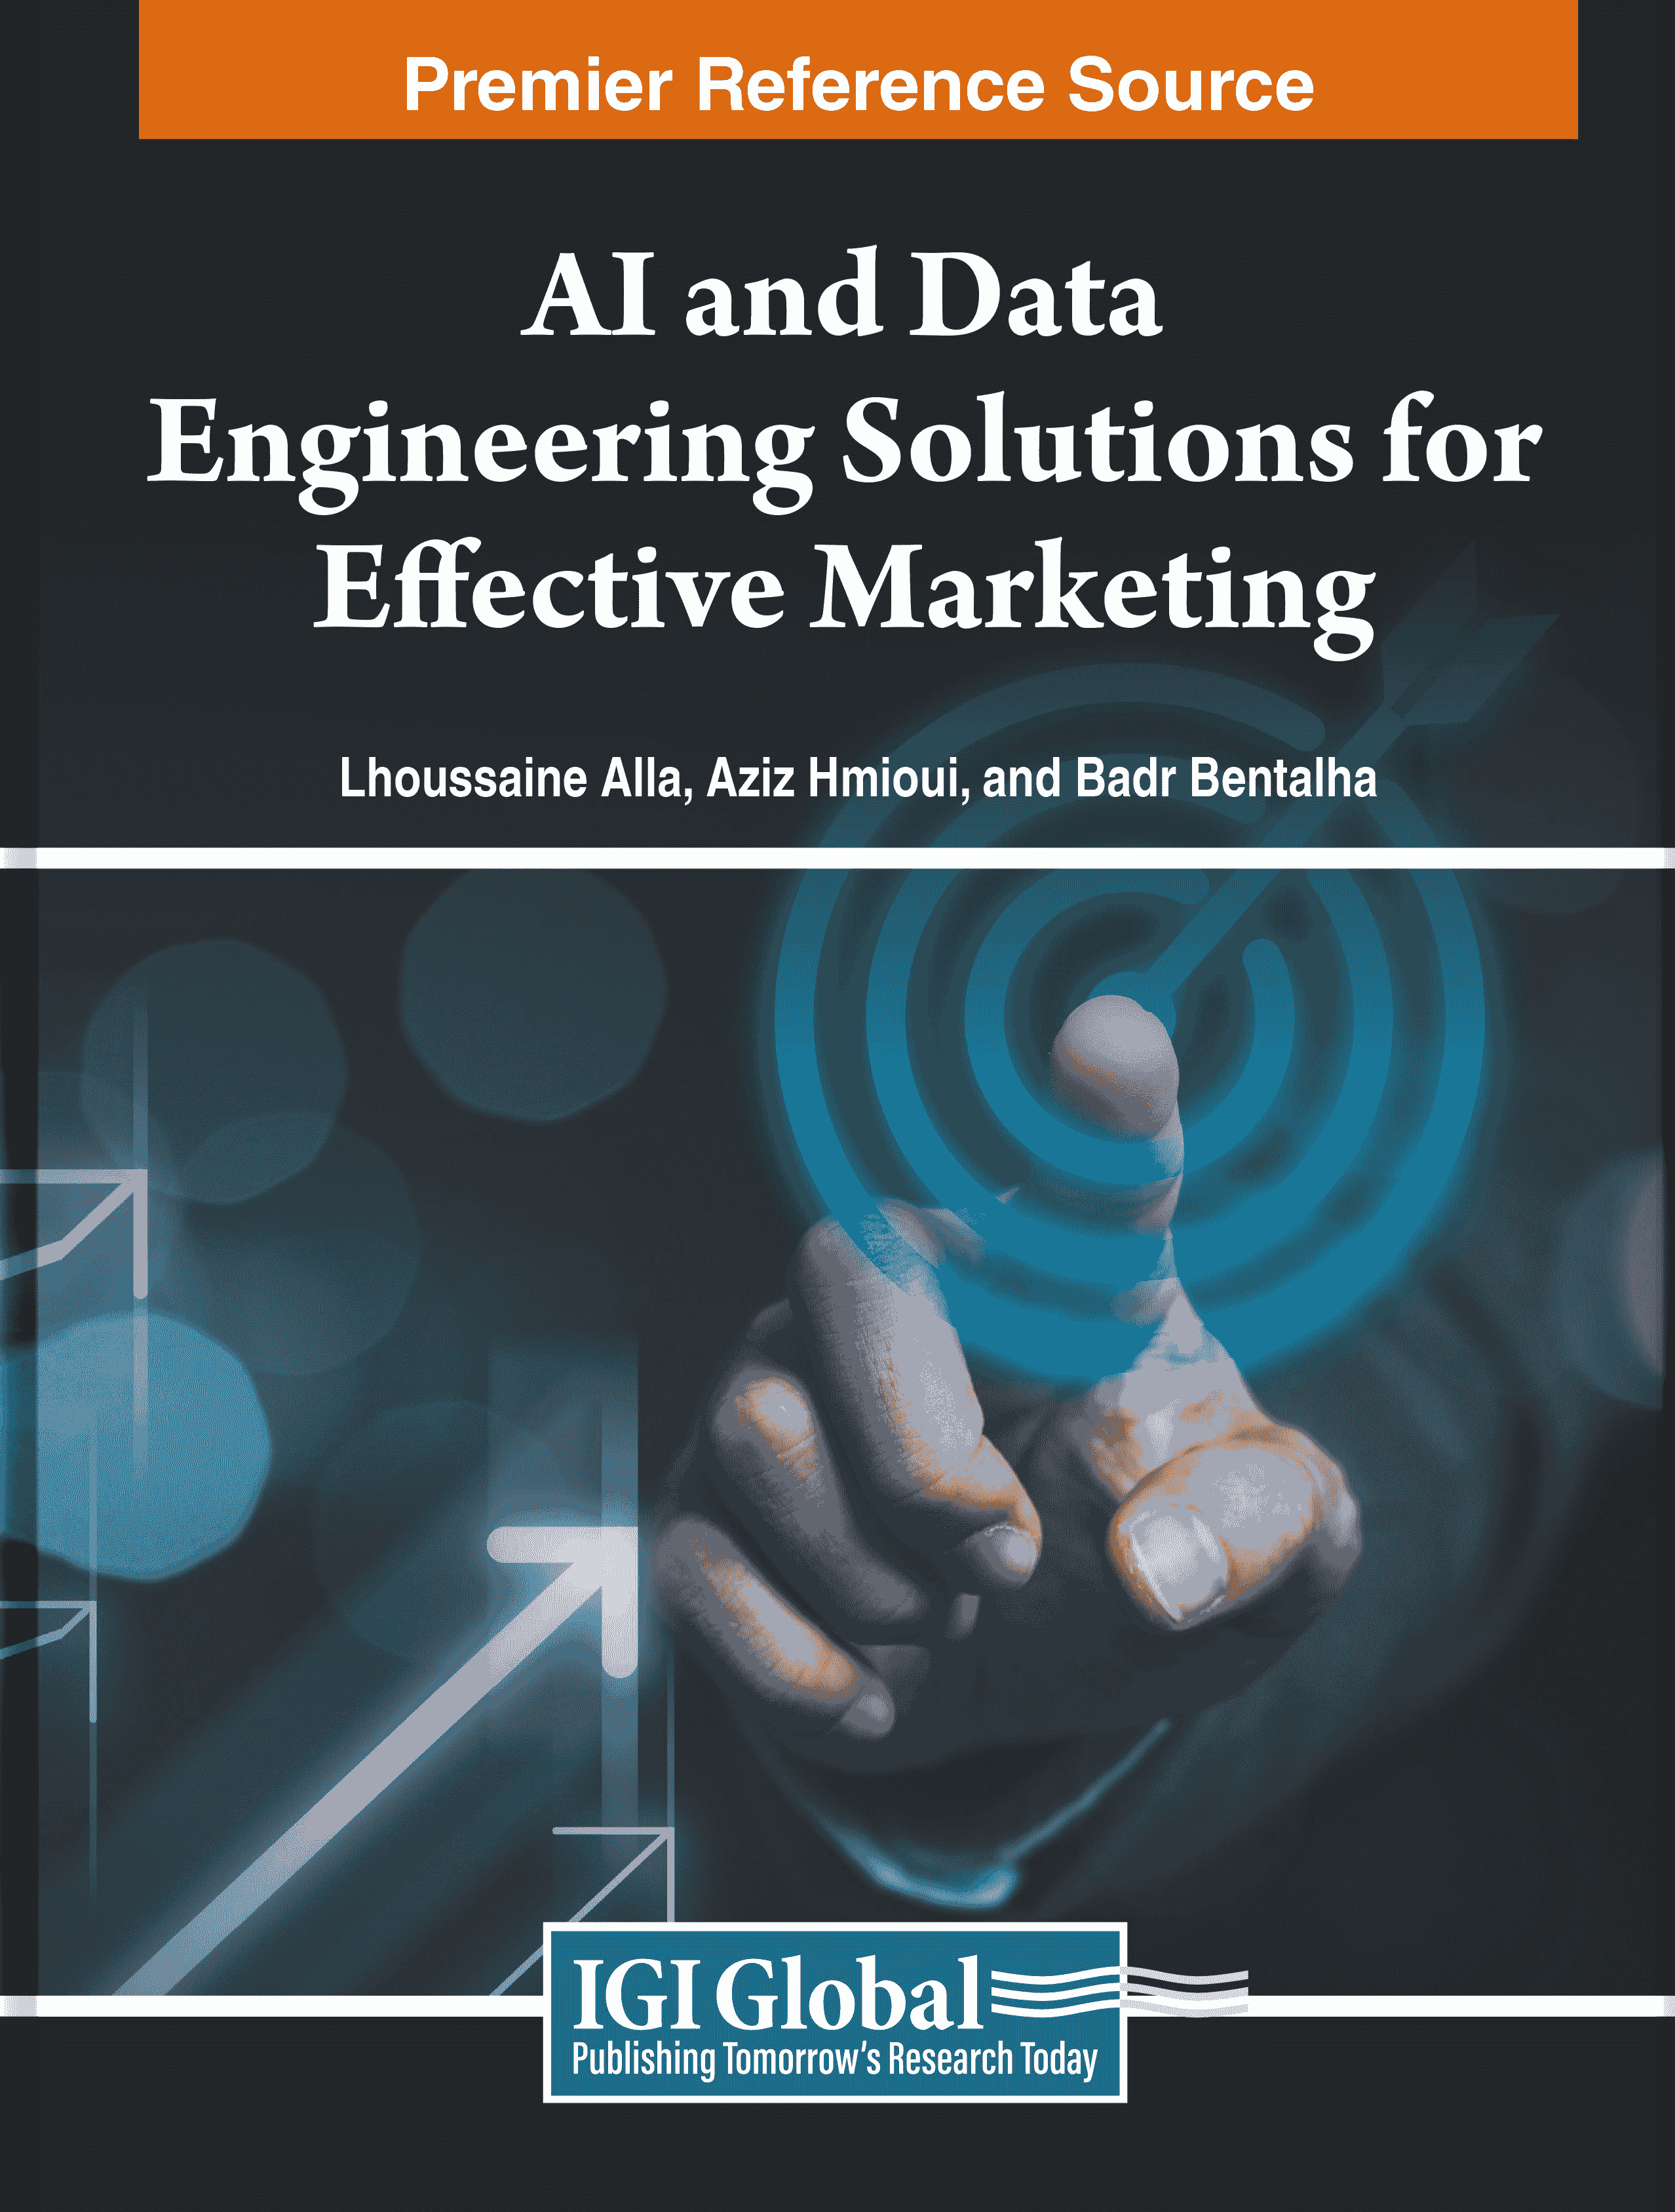 Premier Reference Source
AI and Data
Engineering Solutions for
Effective Marketing
Lhoussaine Alla, Aziz Hmioui, and Badr Bentalha
IGI Global
Publishing Tomorrow's Research Today